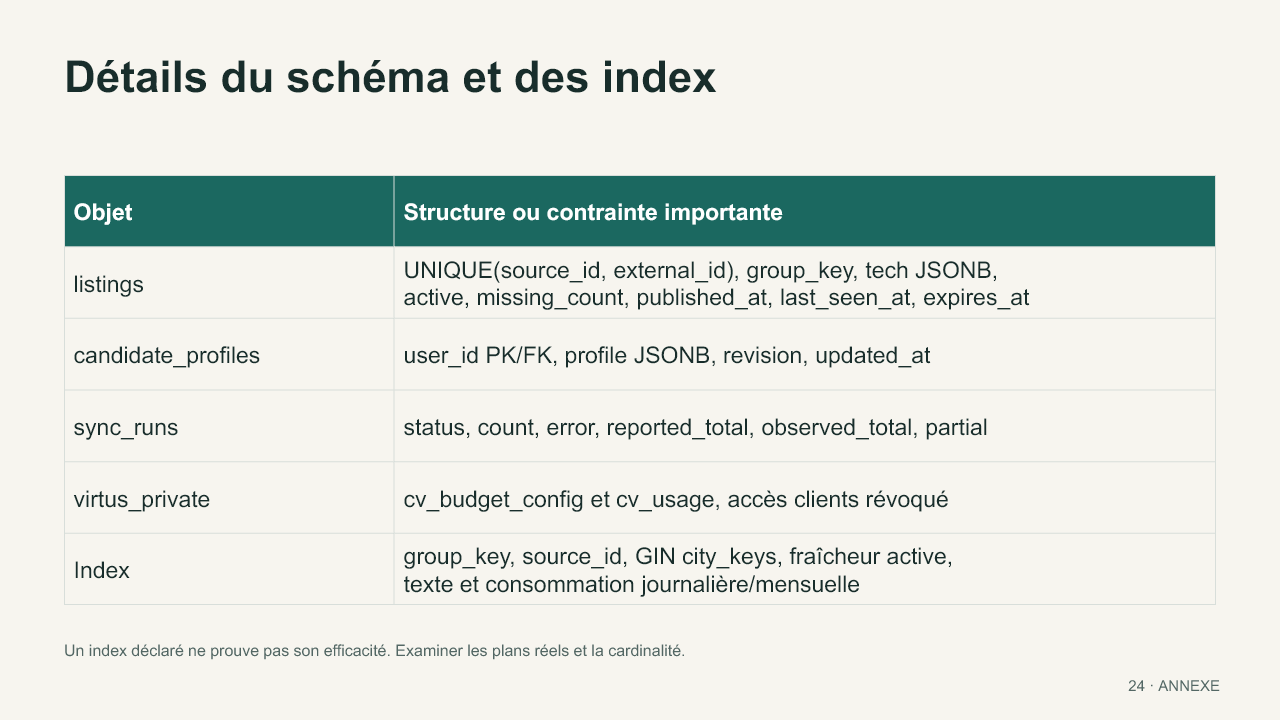 Détails du schéma et des index
Objet
Structure ou contrainte importante
listings
UNIQUE(source_id, external_id), group_key, tech JSONB,
active, missing_count, published_at, last_seen_at, expires_at
candidate_profiles
user_id PK/FK, profile JSONB, revision, updated_at
sync_runs
status, count, error, reported_total, observed_total, partial
virtus_private
cv_budget_config et cv_usage, accès clients révoqué
Index
group_key, source_id, GIN city_keys, fraîcheur active,
texte et consommation journalière/mensuelle
Un index déclaré ne prouve pas son efficacité. Examiner les plans réels et la cardinalité.
24 · ANNEXE